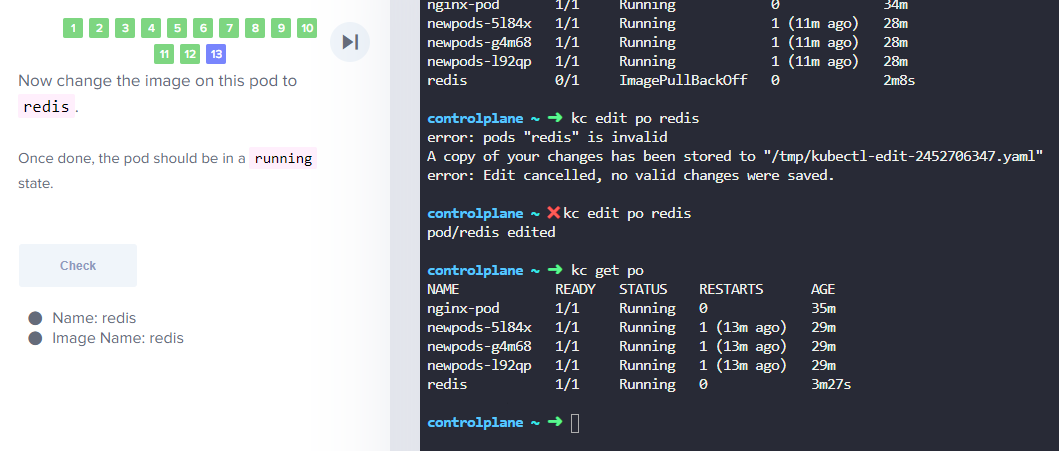 1 2 3 4 5 6 7 8 9 10
11 12 13
Now change the image on this pod to
redis.
Once done, the pod should be in a running
state.
Check
Name: redis
Image Name: redis
nginx-pod 1/1 Running 0 34m
newpods-5l84x 1/1 Running 1 (11m ago) 28m
newpods-g4m68 1/1 Running 1 (11m ago) 28m
newpods-l92qp 1/1 Running 1 (11m ago) 28m
redis 0/1 ImagePullBackOff 0 2m8s
controlplane ~ ➜ kc edit po redis
error: pods "redis" is invalid
A copy of your changes has been stored to "/tmp/kubectl-edit-2452706347.yaml"
error: Edit cancelled, no valid changes were saved.
controlplane ~ ✖ kc edit po redis
pod/redis edited
controlplane ~ ➜ kc get po
NAME READY STATUS RESTARTS AGE
nginx-pod 1/1 Running 0 35m
newpods-5l84x 1/1 Running 1 (13m ago) 29m
newpods-g4m68 1/1 Running 1 (13m ago) 29m
newpods-l92qp 1/1 Running 1 (13m ago) 29m
redis 1/1 Running 0 3m27s
controlplane ~ ➜